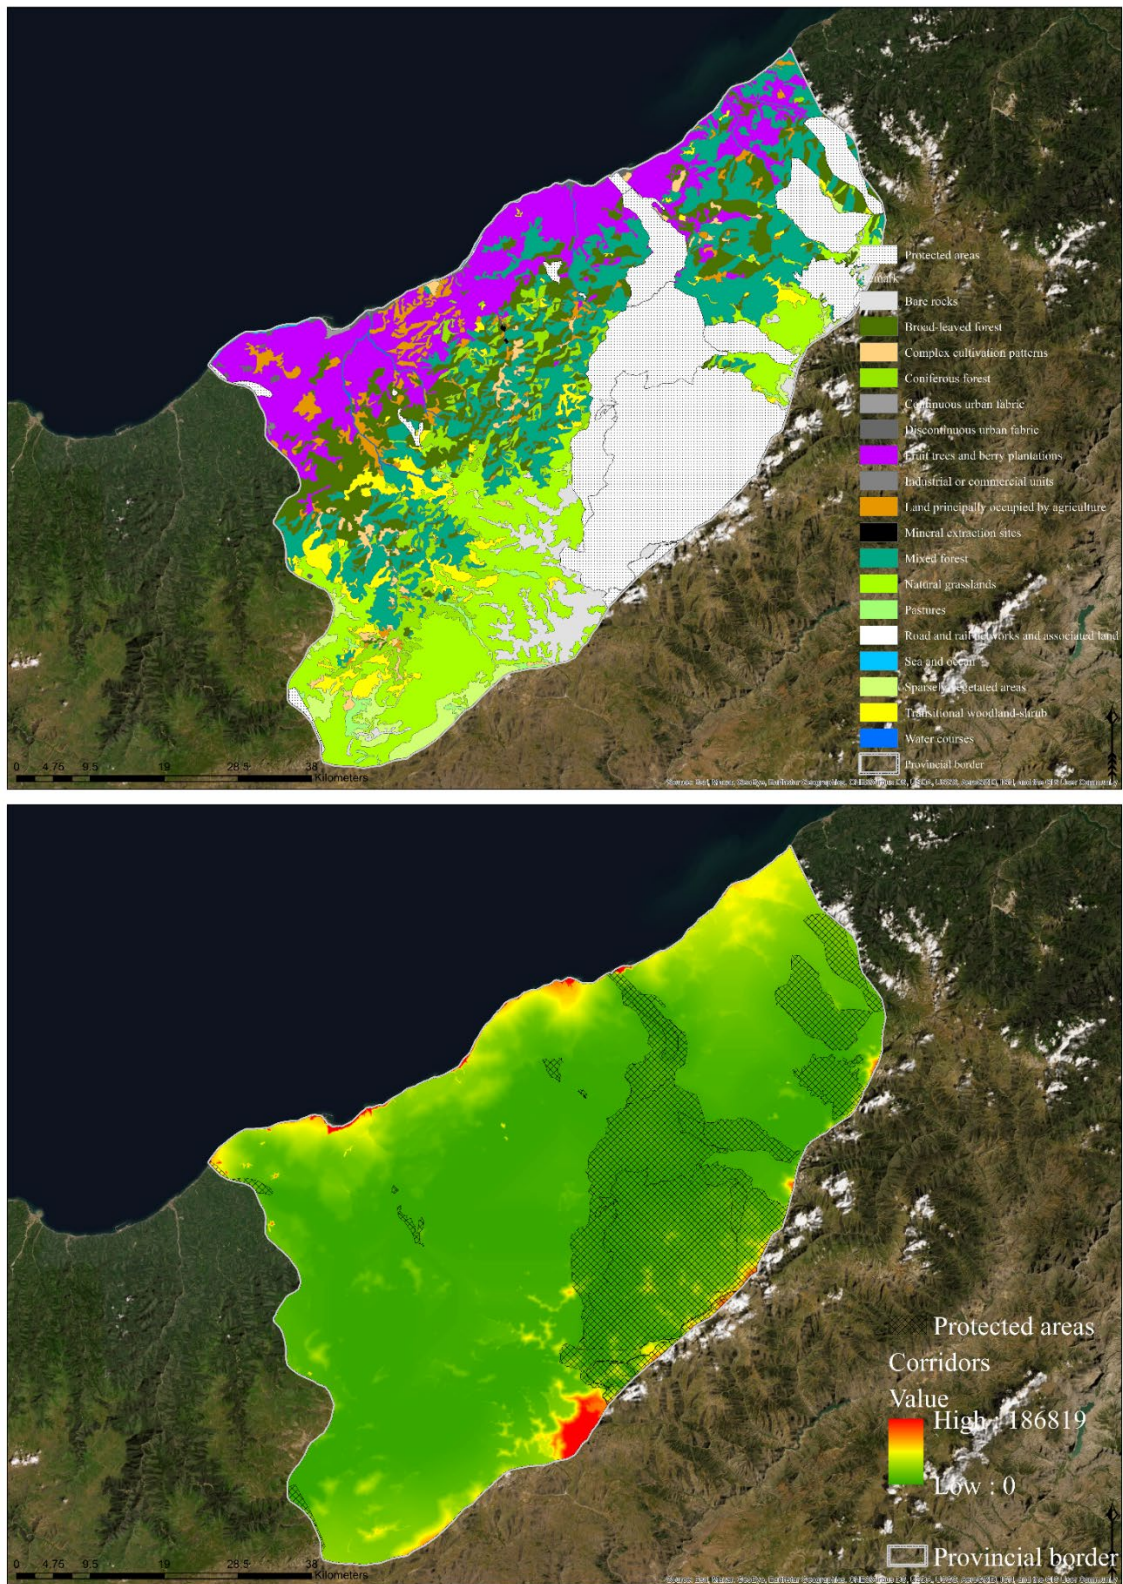 Protected areas
Bare rocks
Broad-leaved forest
Complex cultivation patterns
Coniferous forest
Continuous urban fabric
Discontinuous urban fabric
Fruit trees and berry plantations
Industrial or commercial units
Land principally occupied by agriculture
Mineral extraction sites
Mixed forest
Natural grasslands
Pastures
Road and rail networks and associated land
Sea and ocean
Sparsely vegetated areas
Transitional woodland-shrub
Water courses
Provincial border
0 4.75 9.5 19 28.5 38
Kilometers
Protected areas
Corridors
Value
High : 186819
Low : 0
Provincial border
0 4.75 9.5 19 28.5 38
Kilometers